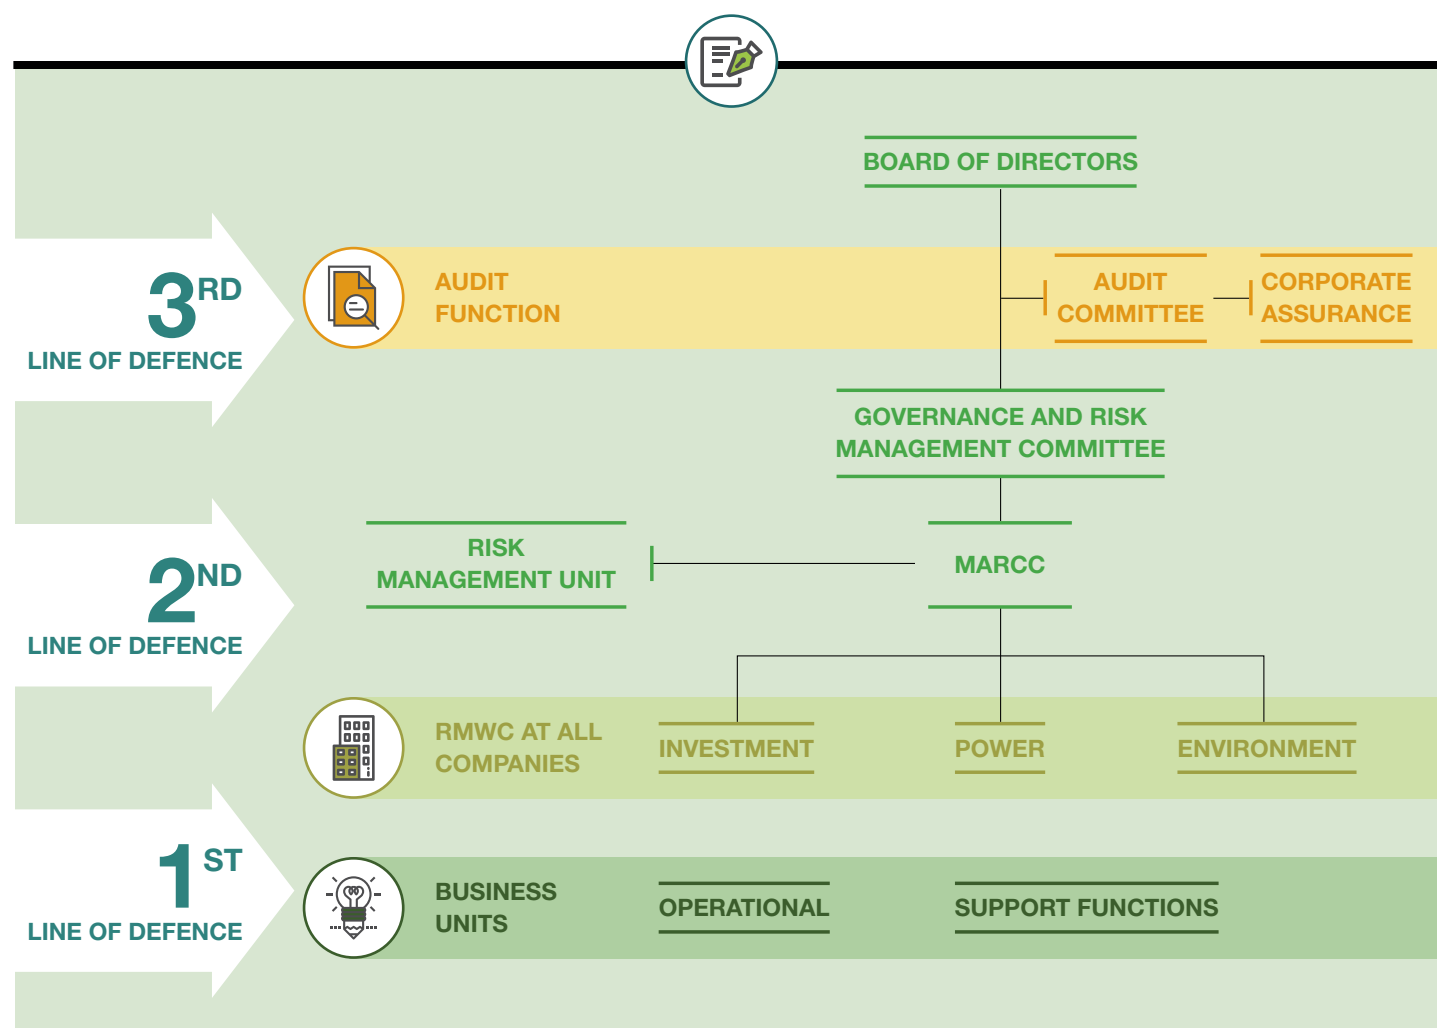 BOARD OF DIRECTORS
3RD
LINE OF DEFENCE
AUDIT
FUNCTION
AUDIT
COMMITTEE
CORPORATE
ASSURANCE
GOVERNANCE AND RISK
MANAGEMENT COMMITTEE
2ND
LINE OF DEFENCE
RISK
MANAGEMENT UNIT
MARCC
RMWC AT ALL
COMPANIES
INVESTMENT
POWER
ENVIRONMENT
1ST
LINE OF DEFENCE
BUSINESS
UNITS
OPERATIONAL
SUPPORT FUNCTIONS